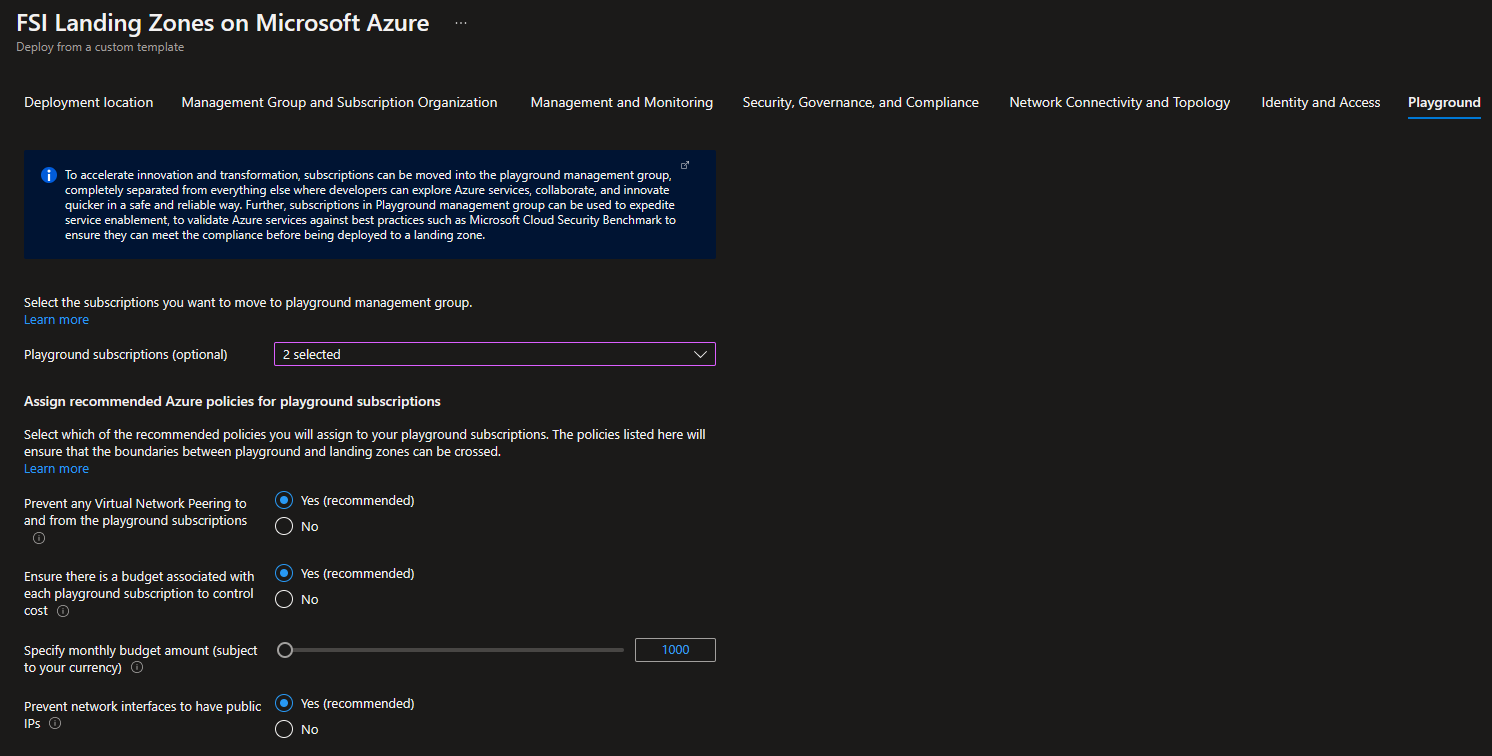 FSI Landing Zones on Microsoft Azure ...
Deploy from a custom template
Deployment location Management Group and Subscription Organization Management and Monitoring Security, Governance, and Compliance Network Connectivity and Topology Identity and Access Playground
To accelerate innovation and transformation, subscriptions can be moved into the playground management group,
completely separated from everything else where developers can explore Azure services, collaborate, and innovate
quicker in a safe and reliable way. Further, subscriptions in Playground management group can be used to expedite
service enablement, to validate Azure services against best practices such as Microsoft Cloud Security Benchmark to
ensure they can meet the compliance before being deployed to a landing zone.
Select the subscriptions you want to move to playground management group.
Learn more
Playground subscriptions (optional) 2 selected
Assign recommended Azure policies for playground subscriptions
Select which of the recommended policies you will assign to your playground subscriptions. The policies listed here will
ensure that the boundaries between playground and landing zones can be crossed.
Learn more
Prevent any Virtual Network Peering to
and from the playground subscriptions
Yes (recommended)
No
Ensure there is a budget associated with
each playground subscription to control
cost
Yes (recommended)
No
Specify monthly budget amount (subject
to your currency)
1000
Prevent network interfaces to have public
IPs
Yes (recommended)
No